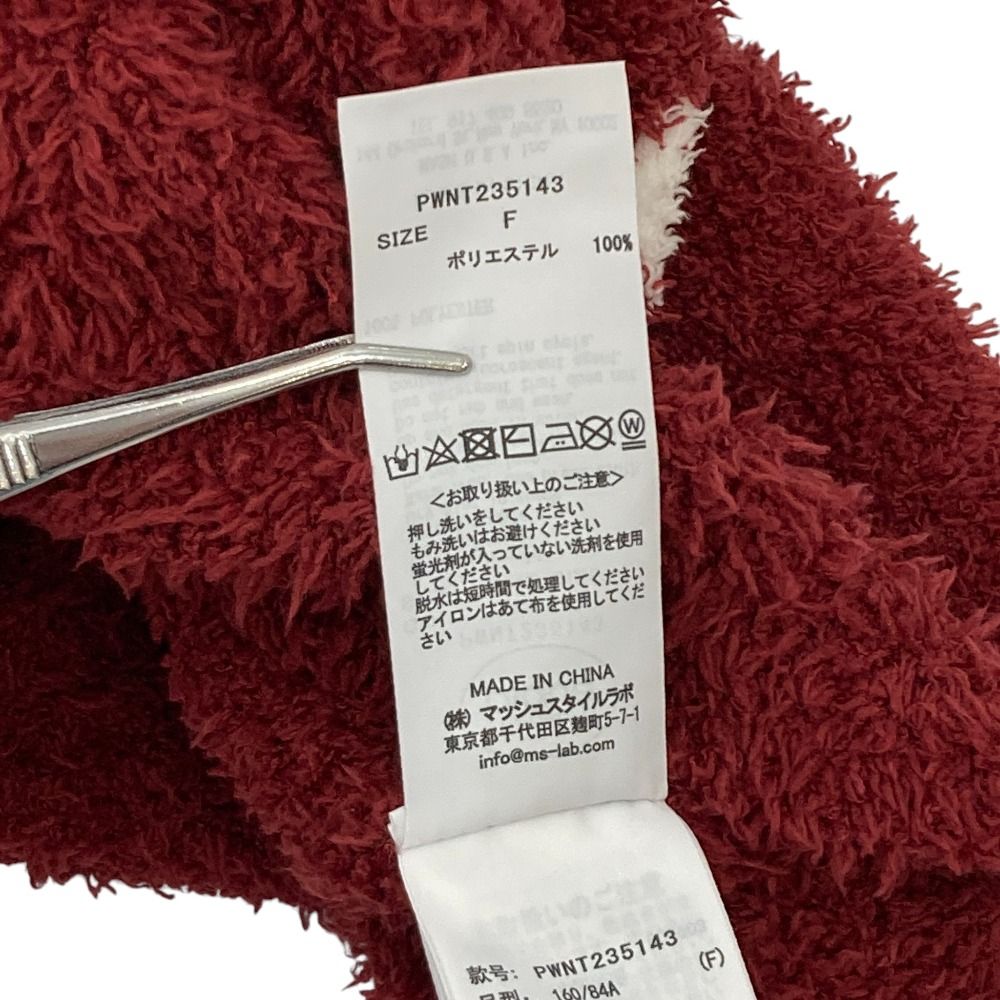 PWNT235143
SIZE F
ポリエステル 100%
<お取り扱い上のご注意>
押し洗いをしてください
もみ洗いはお避けください
蛍光剤が入っていない洗剤を使用
してください
脱水は短時間で処理してください
アイロンはあて布を使用してくだ
さい
MADE IN CHINA
(株) マッシュスタイルラボ
東京都千代田区麹町5-7-1
info@ms-lab.com
款号: PWNT235143
号型: 160/84A (F)